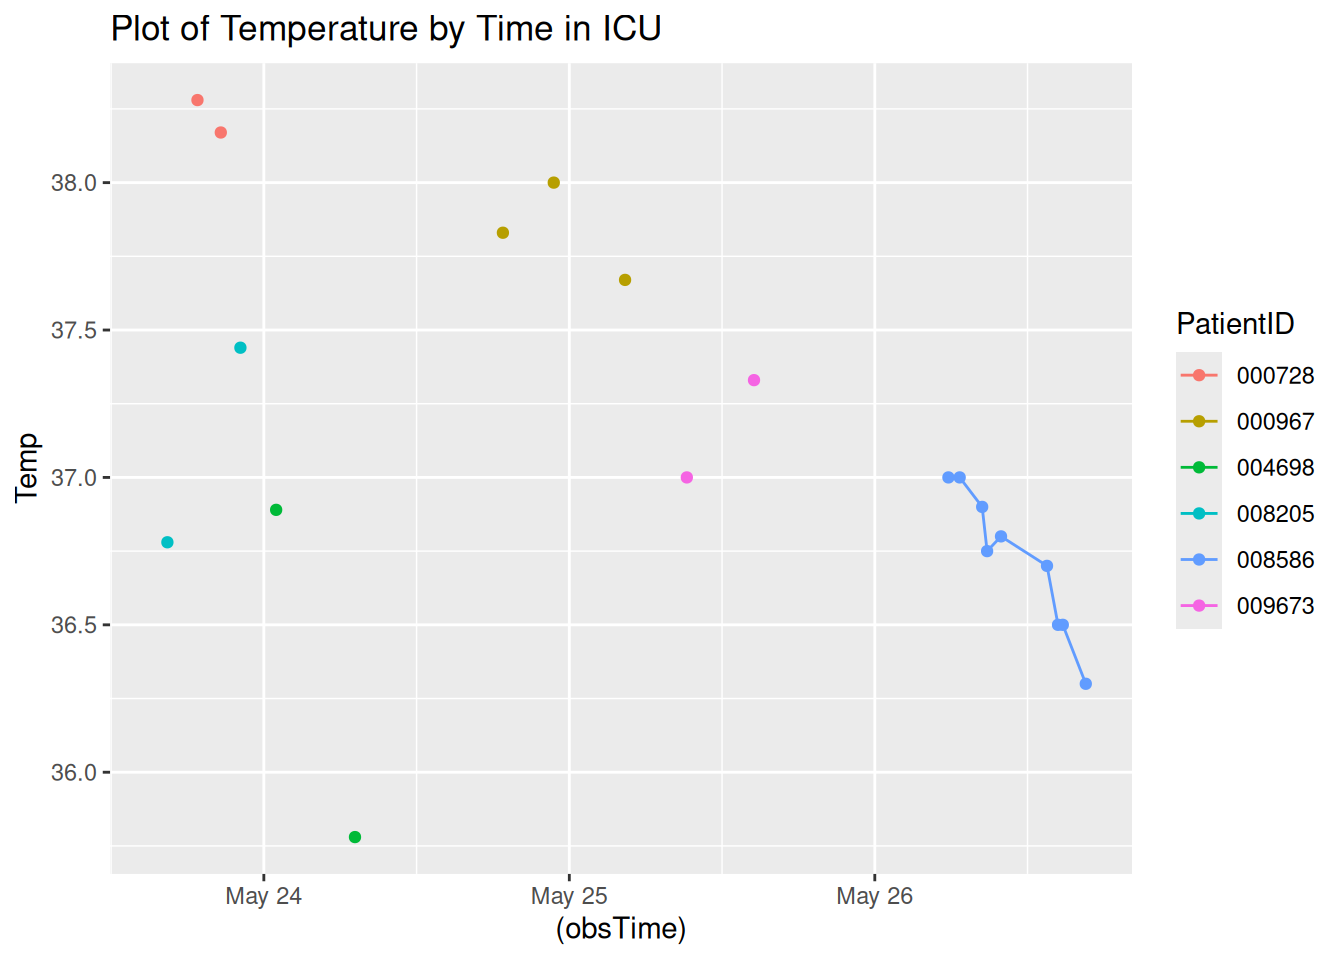 Plot of Temperature by Time in ICU
38.0
37.5
37.0
36.5
36.0
Temp
May 24
May 25
May 26
(obsTime)
PatientID
000728
000967
004698
008205
008586
009673